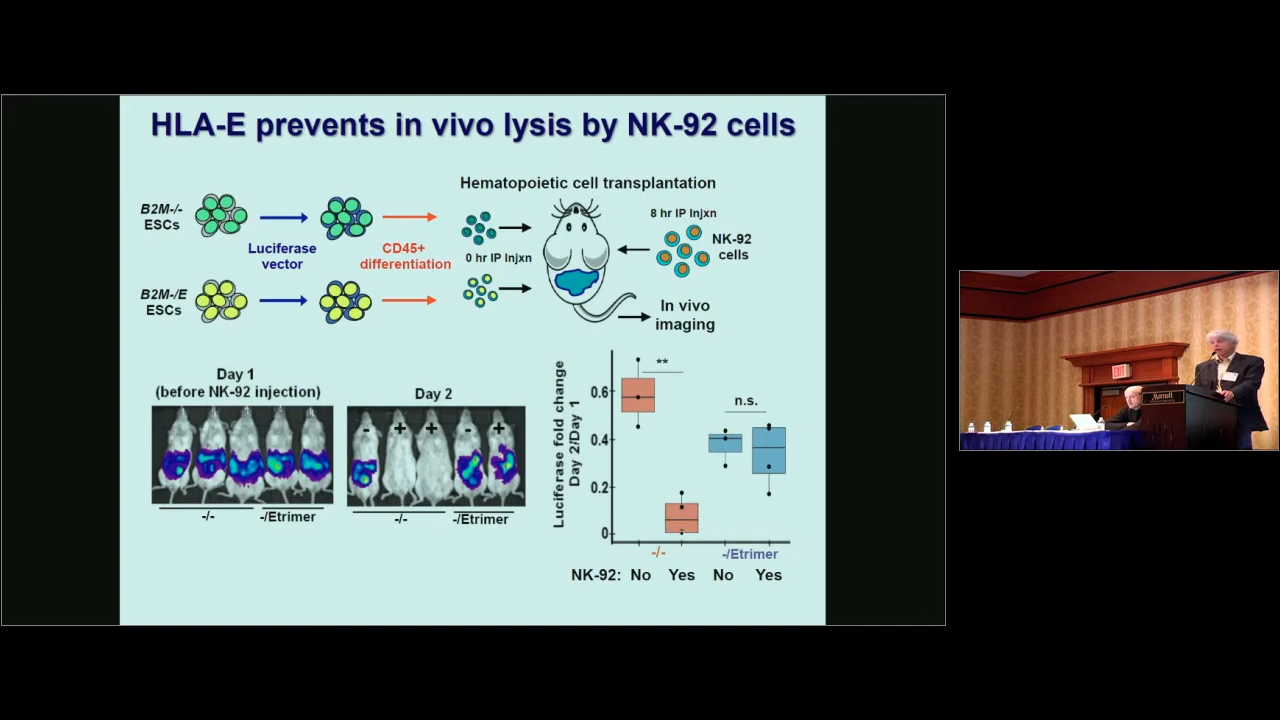 HLA-E prevents in vivo lysis by NK-92 cells
Hematopoietic cell transplantation
B2M-/-
ESCs
Luciferase
vector
CD45+
differentiation
0 hr IP Injxn
8 hr IP Injxn
NK-92
cells
B2M-/E
ESCs
In vivo
imaging
Day 1
(before NK-92 injection)
-/-
-/Etrimer
Day 2
- + + - +
-/-
-/Etrimer
Luciferase fold change
Day 2/Day 1
0.6
0.4
0.2
0
**
n.s.
-/-
-/Etrimer
NK-92: No Yes No Yes
EXIT
Marriott